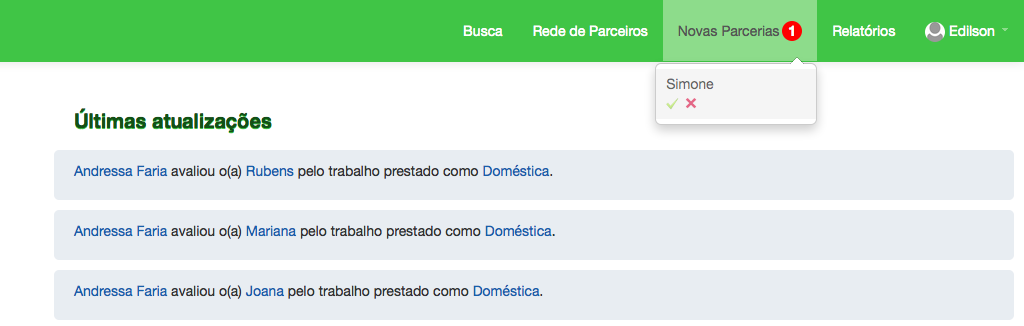 Busca Rede de Parceiros Novas Parcerias 1 Relatórios Edilson
Simone
Últimas atualizações
Andressa Faria avaliou o(a) Rubens pelo trabalho prestado como Doméstica.
Andressa Faria avaliou o(a) Mariana pelo trabalho prestado como Doméstica.
Andressa Faria avaliou o(a) Joana pelo trabalho prestado como Doméstica.